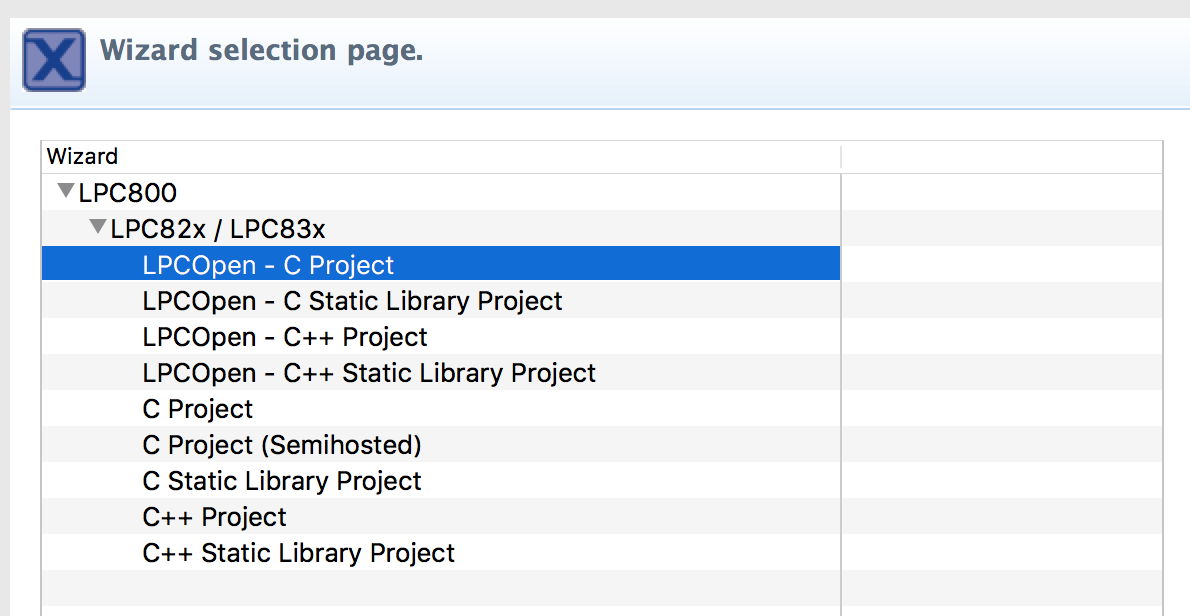 Wizard selection page.
Wizard
LPC800
LPC82x / LPC83x
LPCOpen - C Project
LPCOpen - C Static Library Project
LPCOpen - C++ Project
LPCOpen - C++ Static Library Project
C Project
C Project (Semihosted)
C Static Library Project
C++ Project
C++ Static Library Project